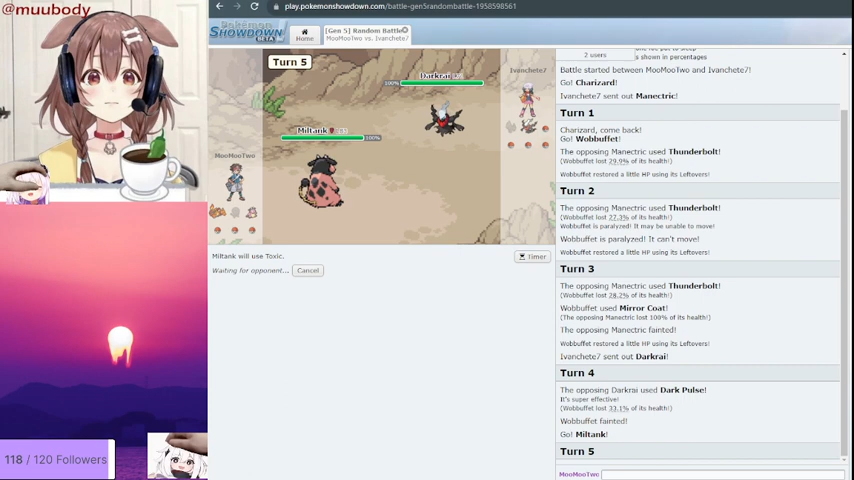 @muubody
play.pokemonshowdown.com/battle-gen5randombattle-1958598561
Pokémon
SHOWDOWN
BETA
Home
[Gen 5] Random Battle
MooMooTwo vs. Ivanchete7
Turn 5
Darkrai
100%
Ivanchete7
Miltank
100%
MooMooTwo
Miltank will use Toxic.
Timer
Waiting for opponent...
Cancel
118 / 120 Followers
2 users
s shown in percentages
Battle started between MooMooTwo and Ivanchete7!
Go! Charizard!
Ivanchete7 sent out Manectric!
Turn 1
Charizard, come back!
Go! Wobbuffet!
The opposing Manectric used Thunderbolt!
(Wobbuffet lost 29.9% of its health!)
Wobbuffet restored a little HP using its Leftovers!
Turn 2
The opposing Manectric used Thunderbolt!
(Wobbuffet lost 27.3% of its health!)
Wobbuffet is paralyzed! It may be unable to move!
Wobbuffet is paralyzed! It can't move!
Wobbuffet restored a little HP using its Leftovers!
Turn 3
The opposing Manectric used Thunderbolt!
(Wobbuffet lost 28.2% of its health!)
Wobbuffet used Mirror Coat!
(The opposing Manectric lost 100% of its health!)
The opposing Manectric fainted!
Wobbuffet restored a little HP using its Leftovers!
Ivanchete7 sent out Darkrai!
Turn 4
The opposing Darkrai used Dark Pulse!
It's super effective!
(Wobbuffet lost 33.1% of its health!)
Wobbuffet fainted!
Go! Miltank!
Turn 5
MooMooTwo